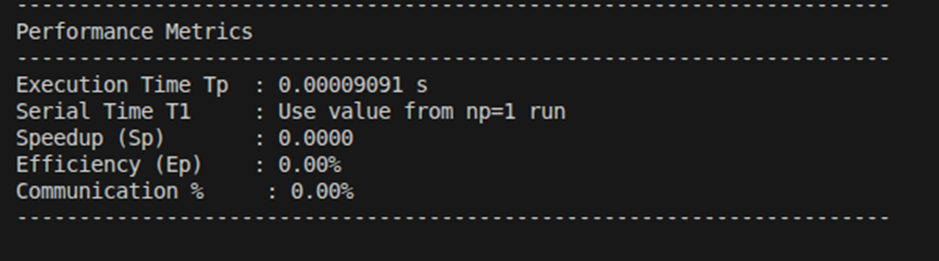 ----------------------------------------------------------------------
Performance Metrics
----------------------------------------------------------------------
Execution Time Tp  : 0.00009091 s
Serial Time T1     : Use value from np=1 run
Speedup (Sp)       : 0.0000
Efficiency (Ep)    : 0.00%
Communication %     : 0.00%
----------------------------------------------------------------------